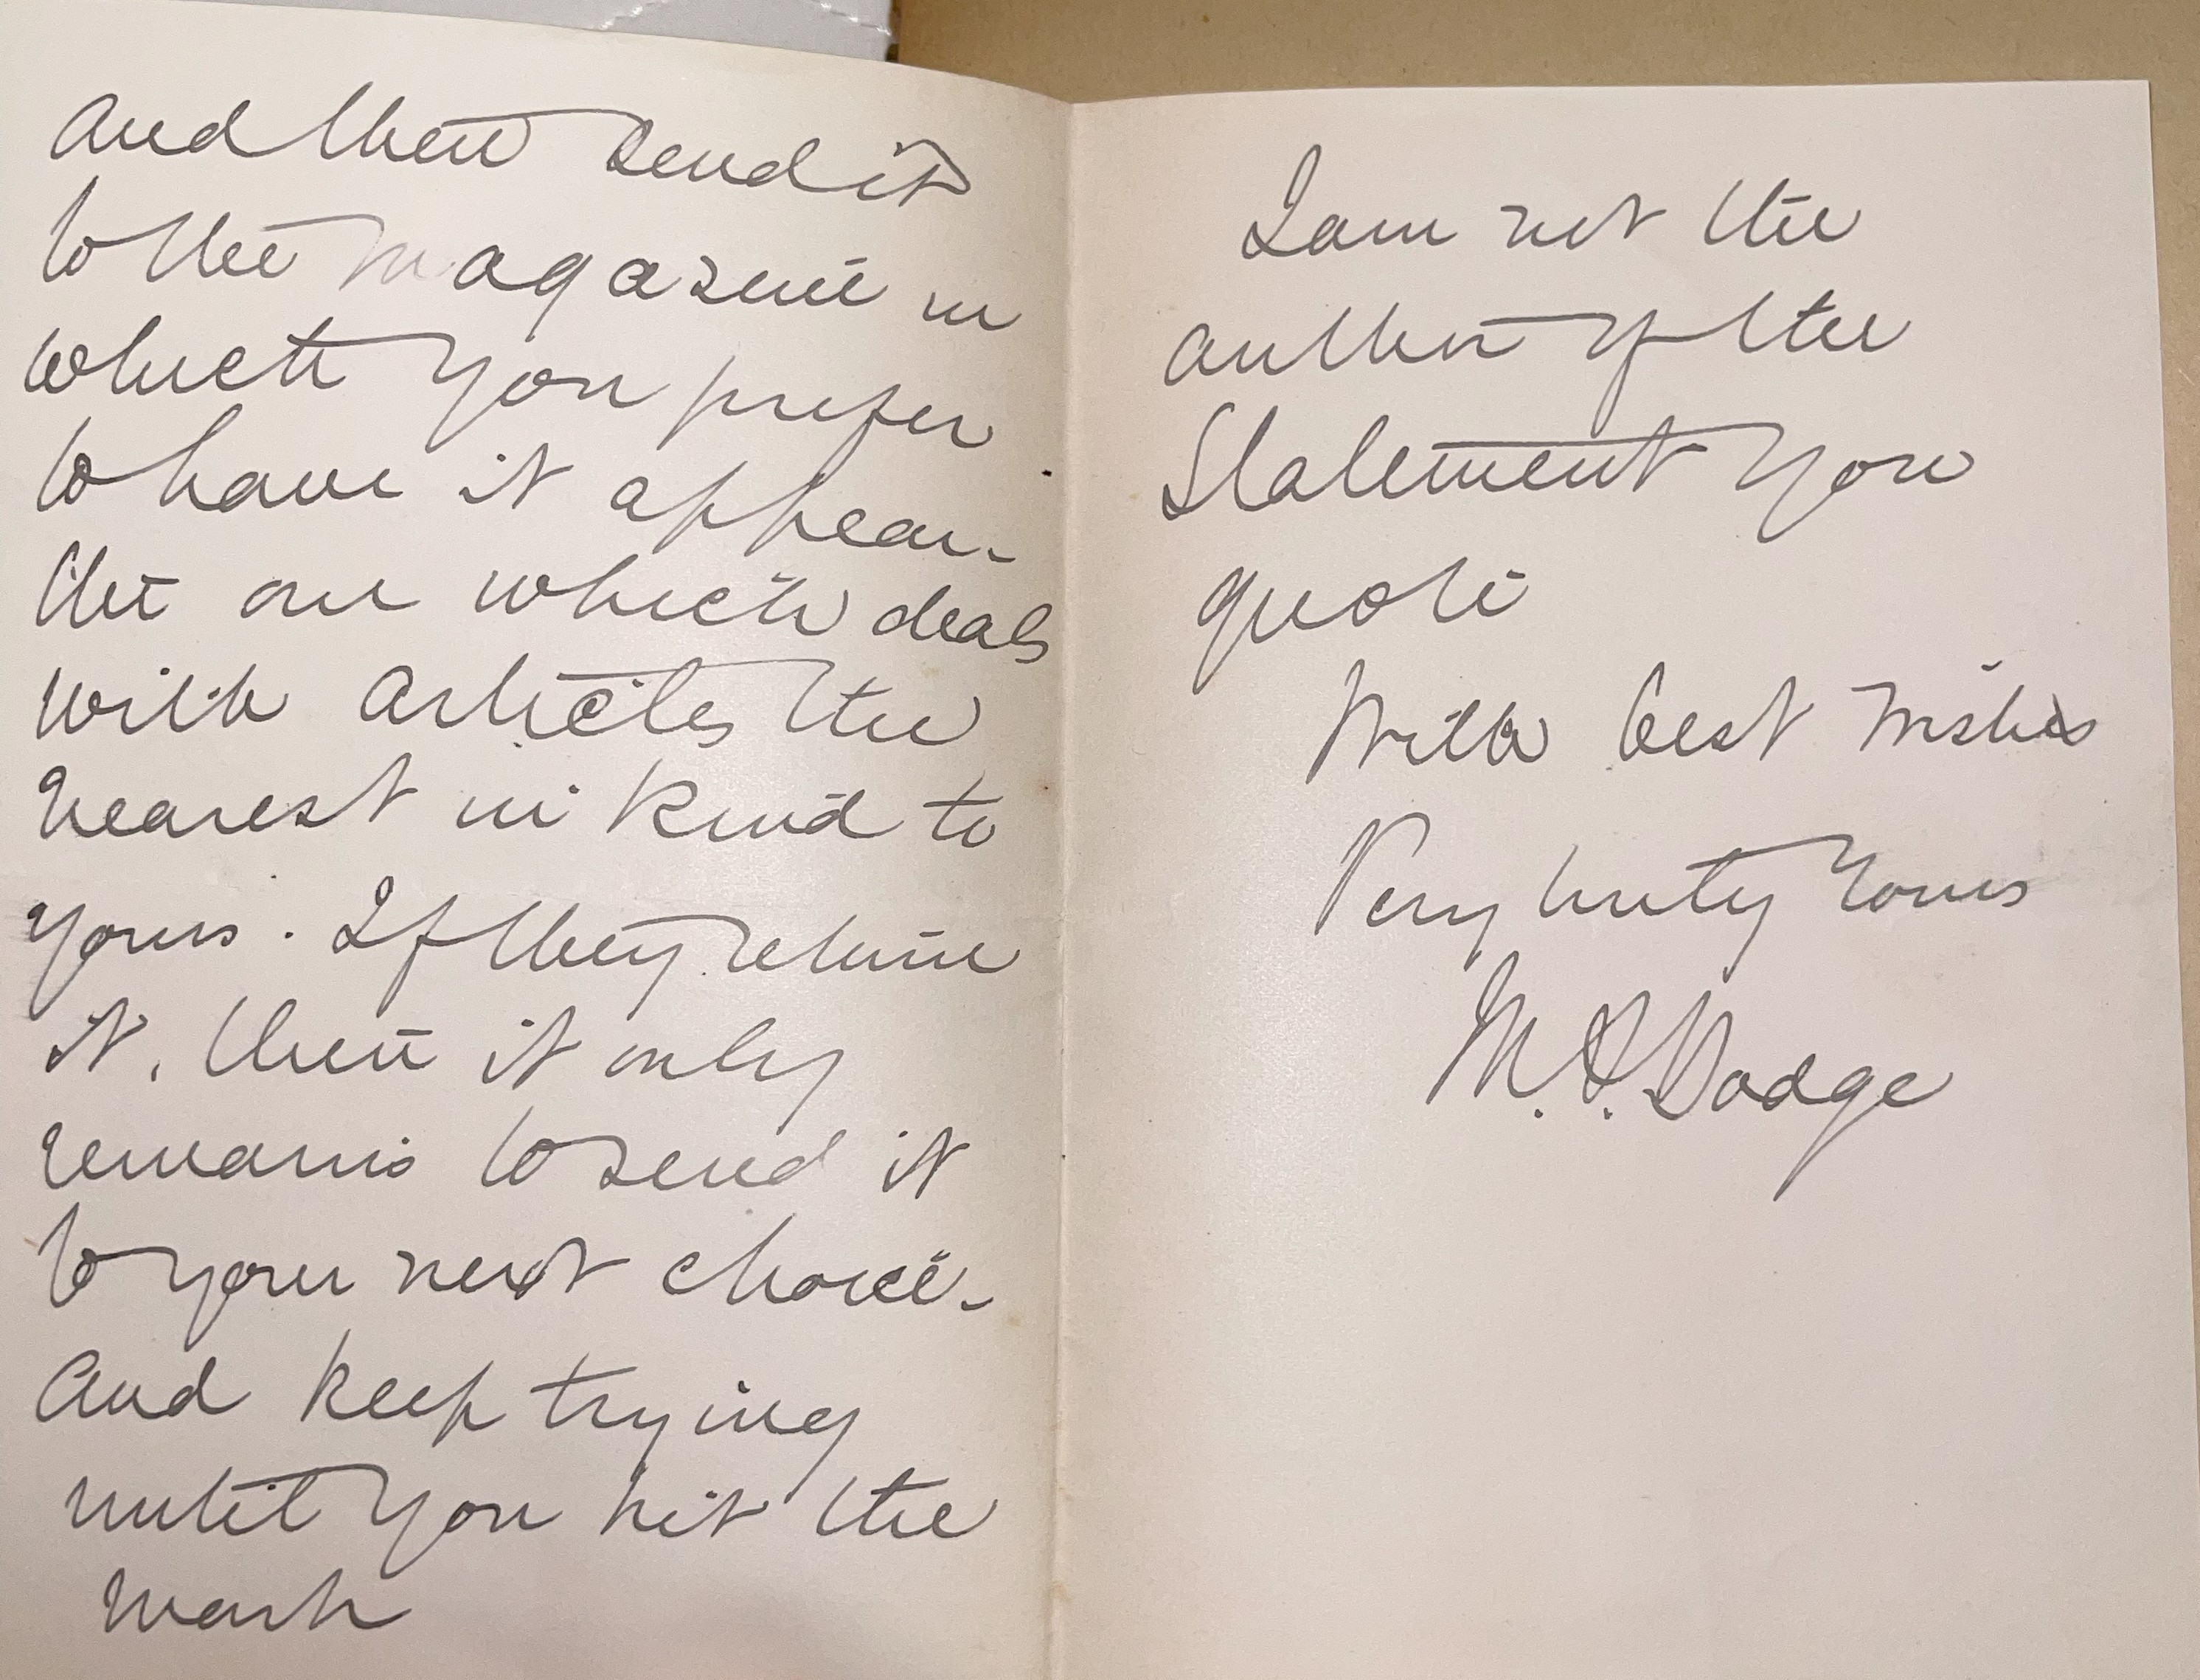 and then send it
to the magazine in
which you prefer
to have it appear -
the one which deals
with articles the
nearest in kind to
yours. If they return
it, then it only
remains to send it
to your next choice -
and keep trying
until you hit the
mark
I am not the
author of the
statement you
quote
With best wishes
Very truly yours
M. A. Dodge